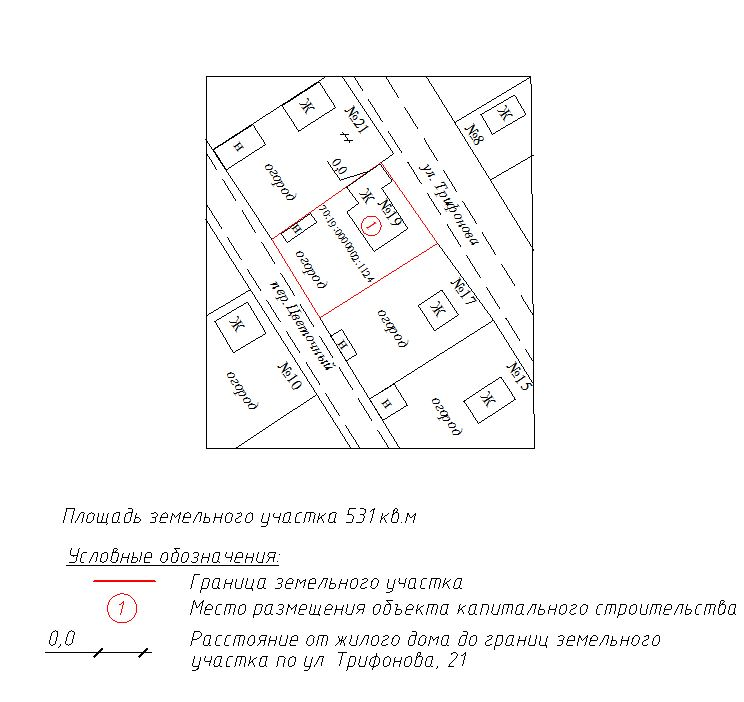 Ж
№21
н
огород
0,0
Ж
№8
ул. Трифонова
Ж
№19
1
70:19:0000002:1124
н
огород
пер.Цветочный
№17
Ж
огород
н
Ж
№10
огород
№15
Ж
н
огород
Площадь земельного участка 531 кв.м
Условные обозначения:
Граница земельного участка
1 Место размещения объекта капитального строительства
0,0 Расстояние от жилого дома до границ земельного
участка по ул Трифонова, 21